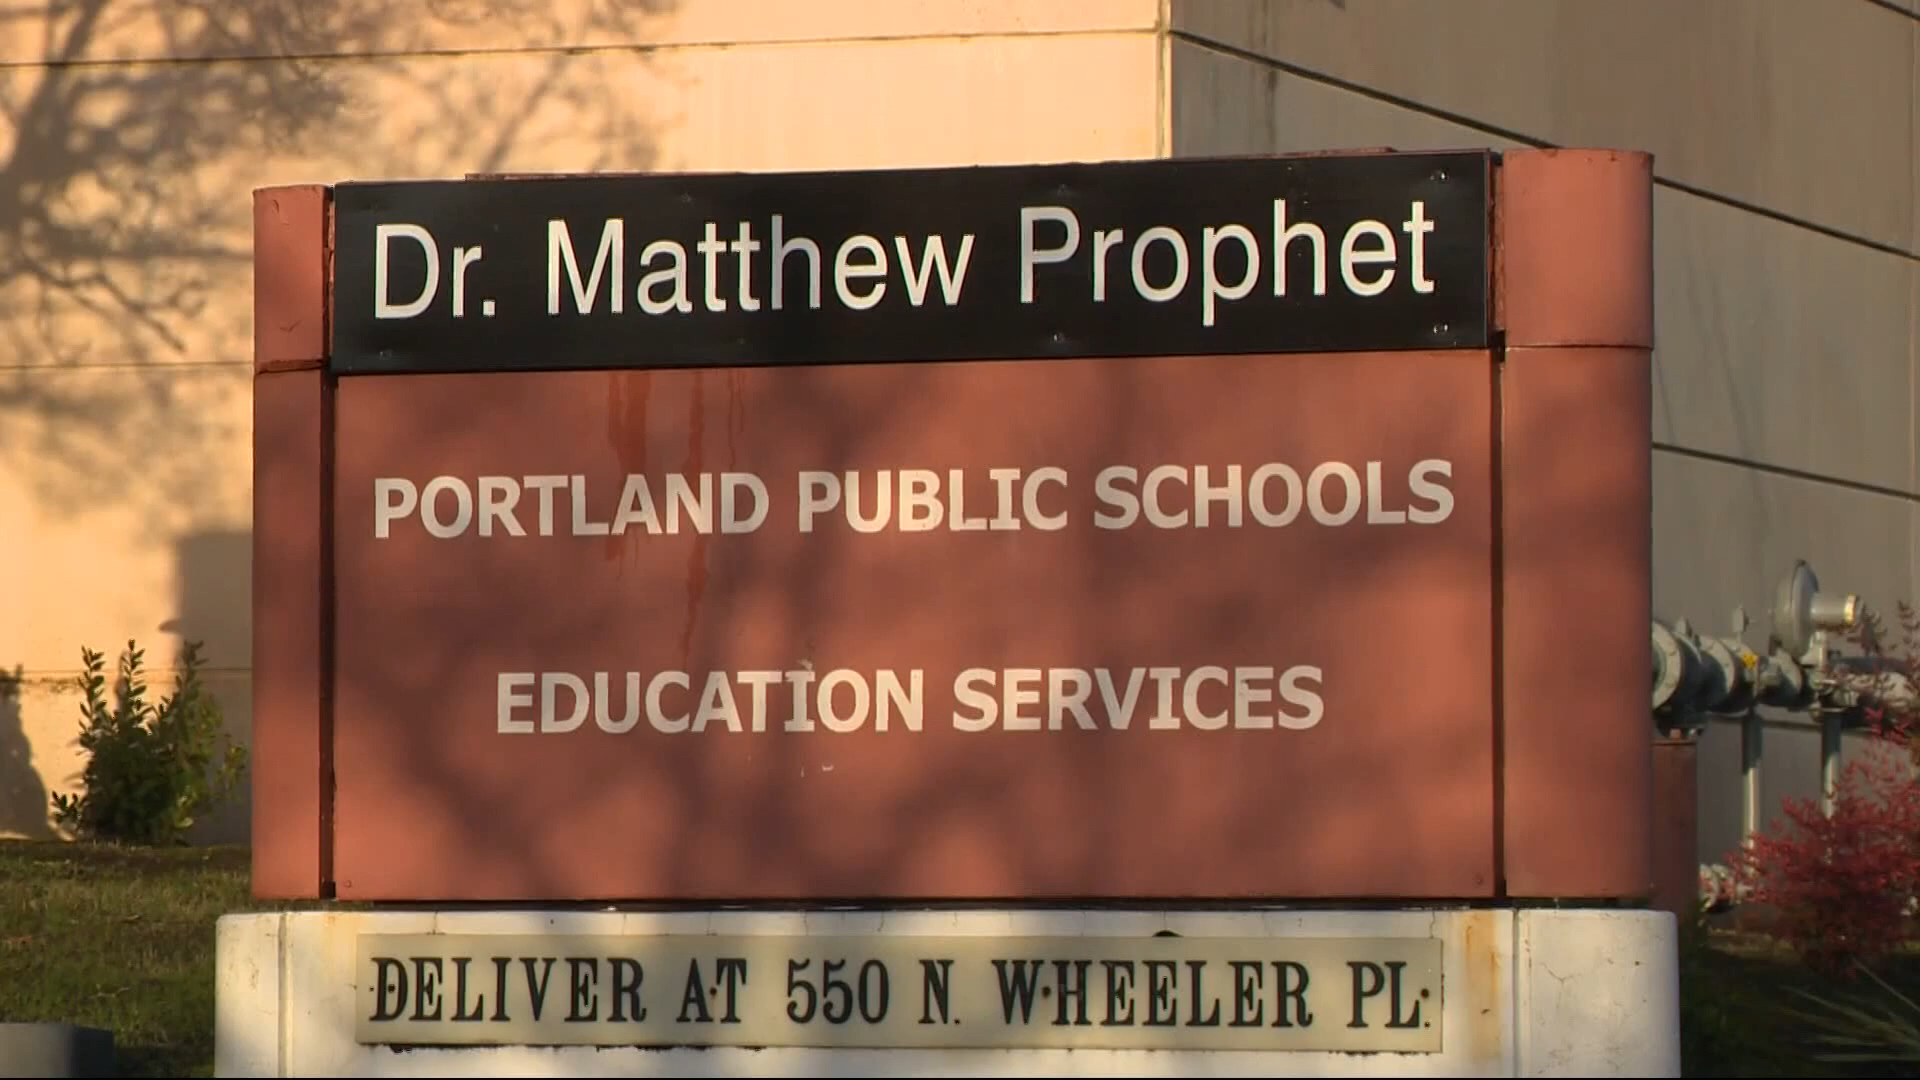 Dr. Matthew Prophet
PORTLAND PUBLIC SCHOOLS
EDUCATION SERVICES
DELIVER AT 550 N. WHEELER PL.